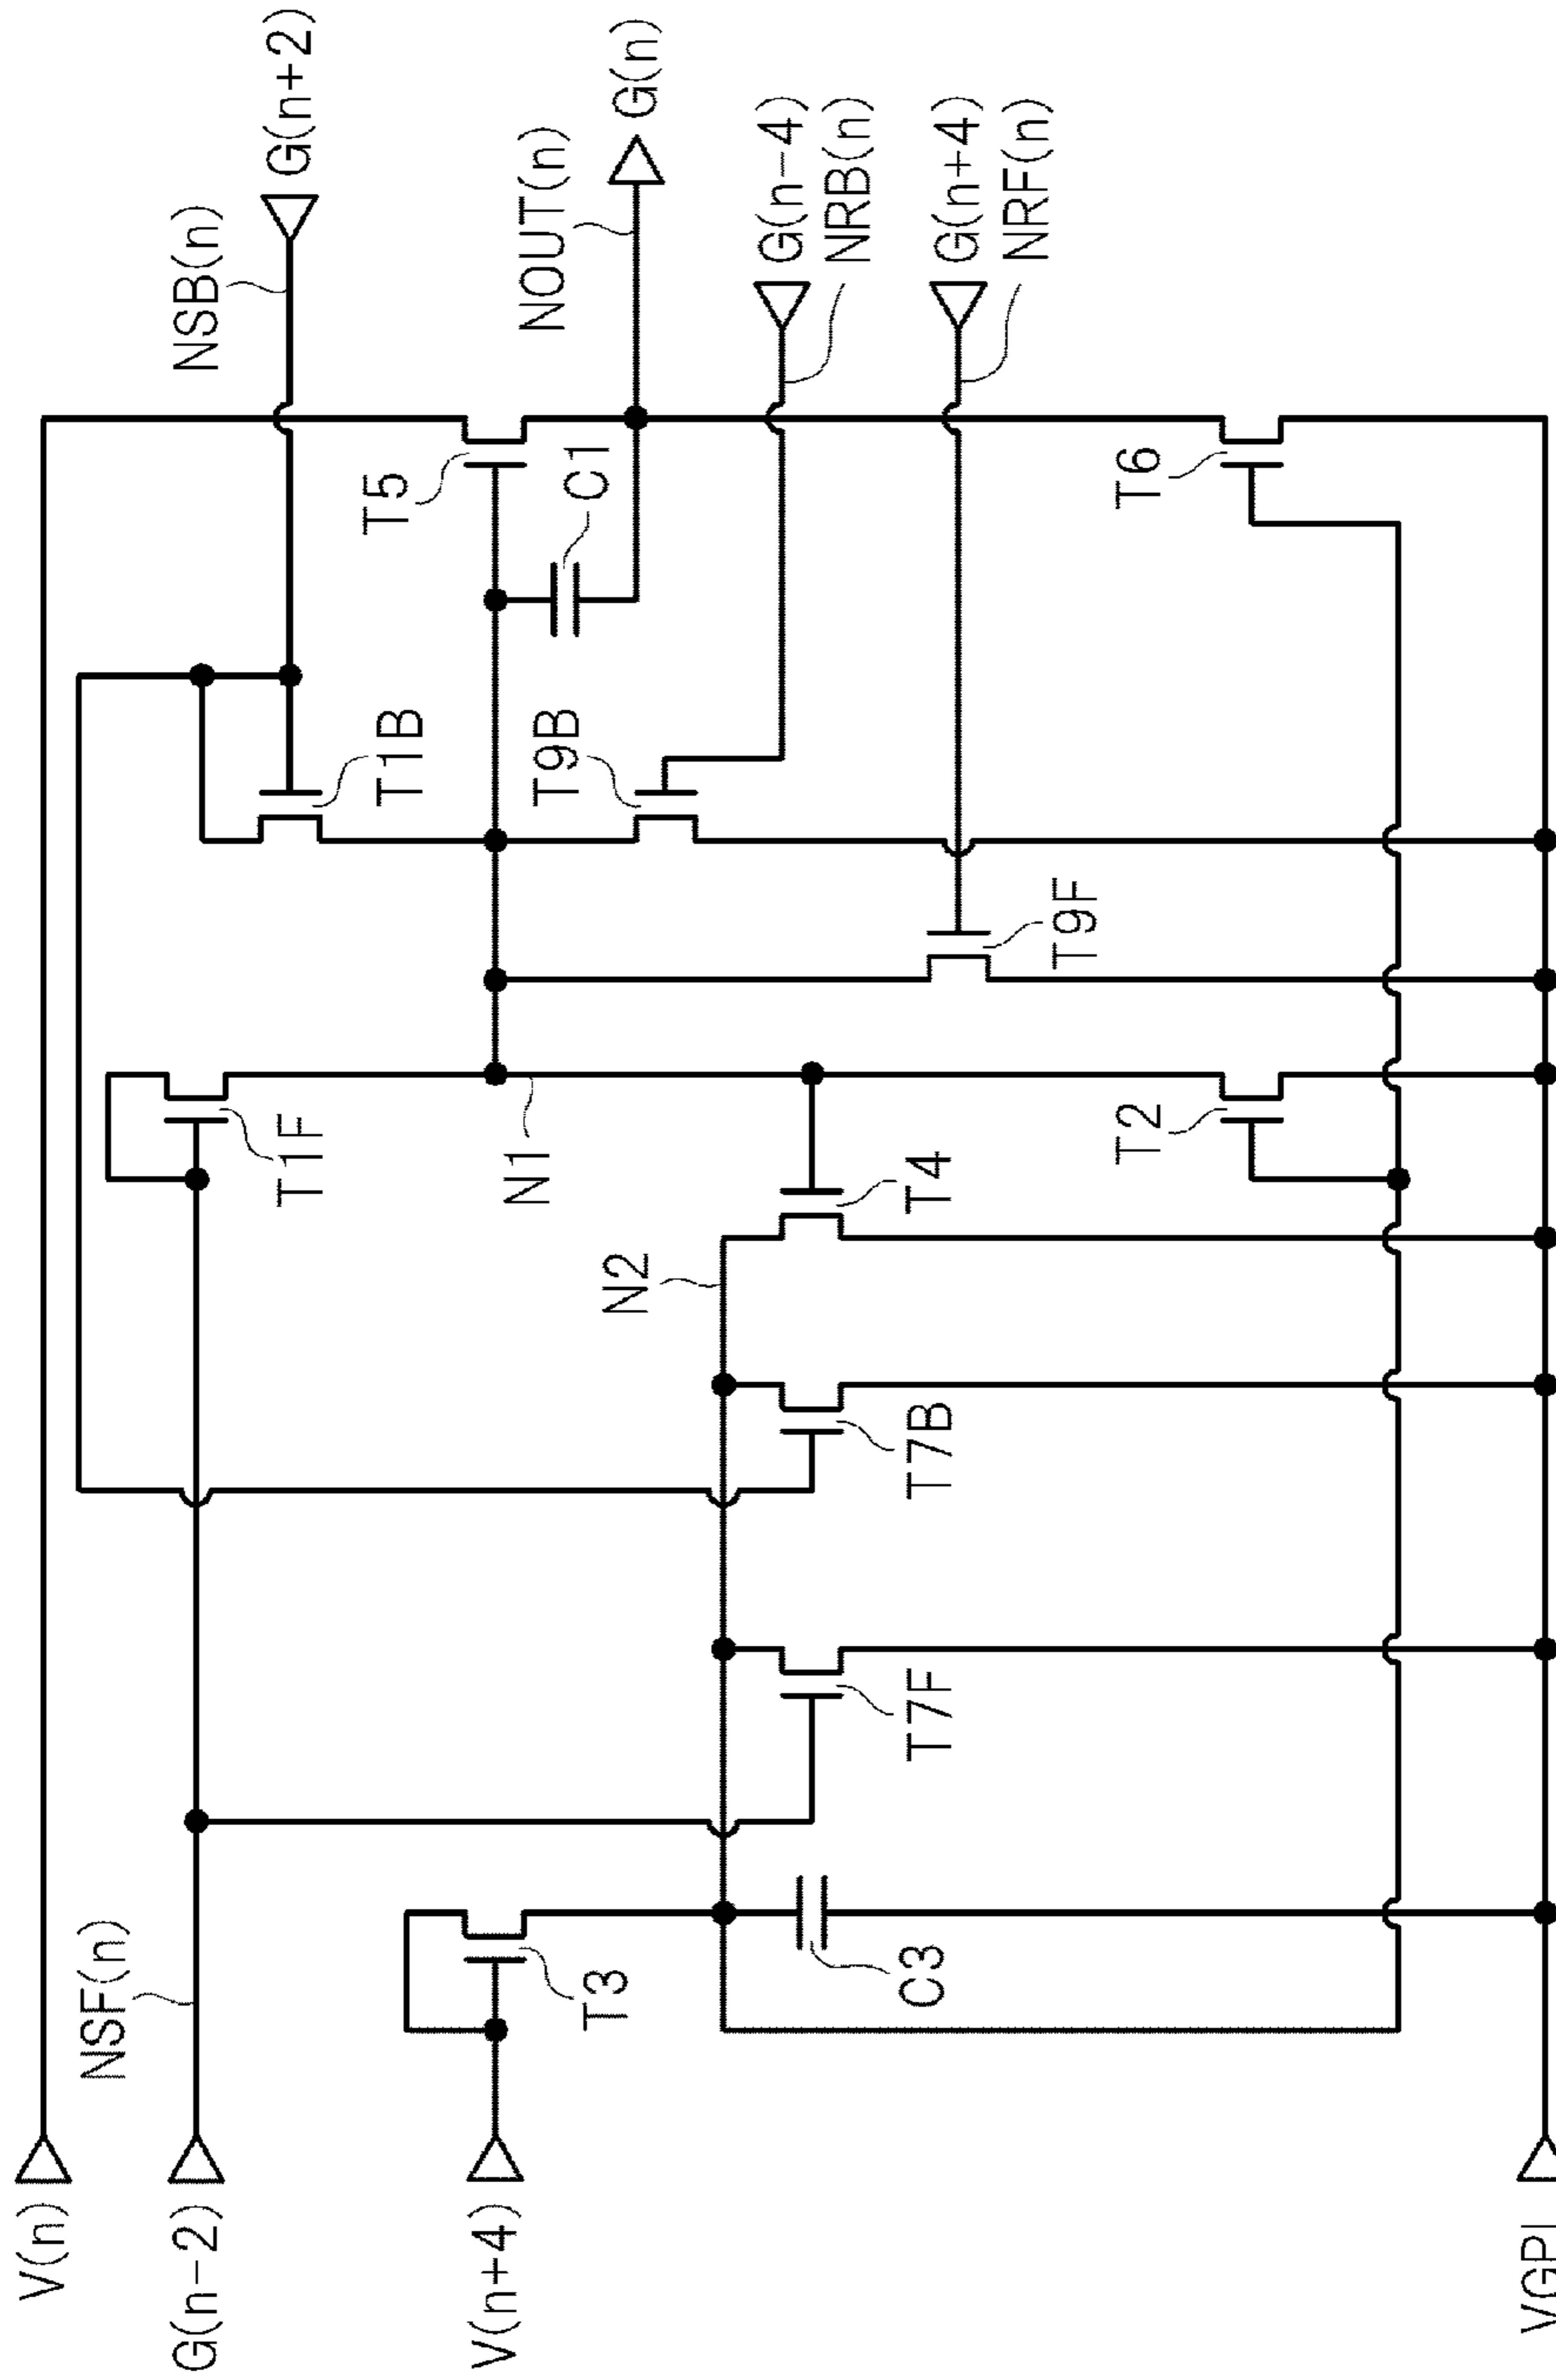 V(n)
NSF(n)
G(n-2)
V(n+4)
T3
C3
T7F
T7B
N2
T4
T1F
N1
T2
T9F
T1B
T9B
T5
C1
T6
NSB(n)
G(n+2)
NOUT(n)
G(n)
G(n-4)
NRB(n)
G(n+4)
NRF(n)